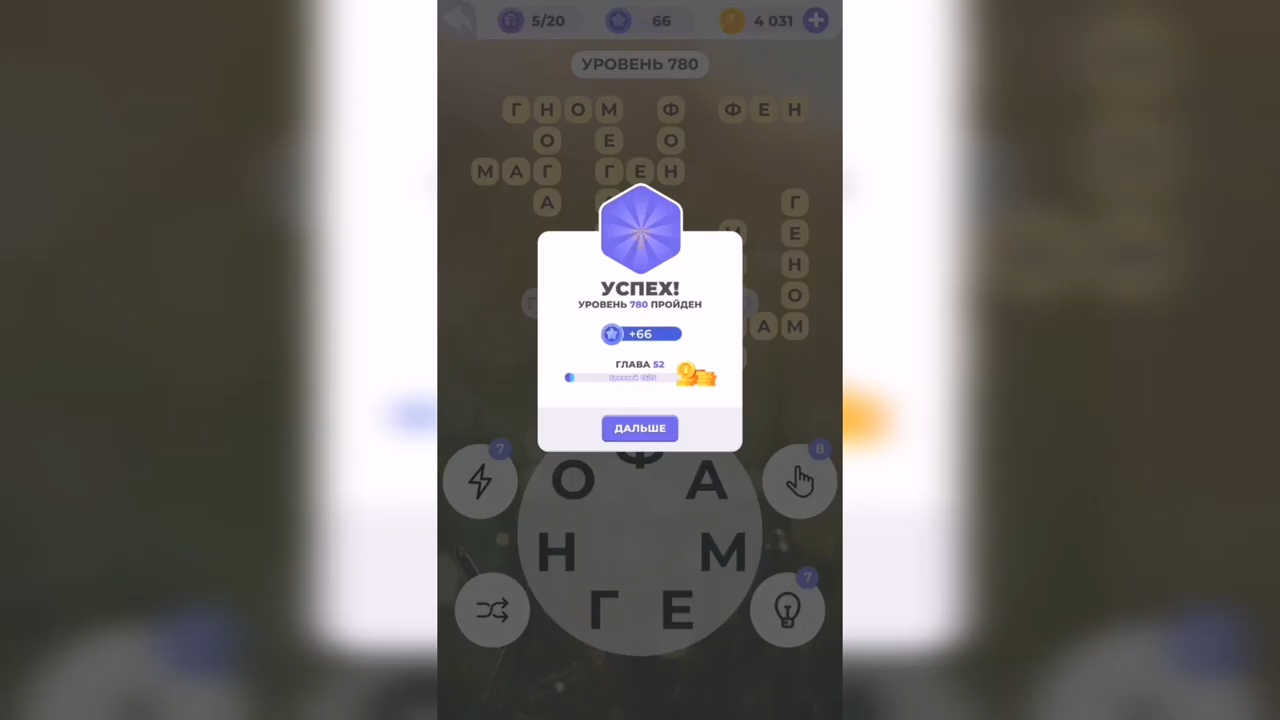 5/20 66 4 031
УРОВЕНЬ 780
ГНОМ Ф ФЕН
О Е О
МАГ ГЕН
А Г
Е
Н
УСПЕХ!
О
УРОВЕНЬ 780 ПРОЙДЕН
АМ
+66
ГЛАВА 52
ДАЛЬШЕ
7 8
Ф
О А
Н М
7
Г Е